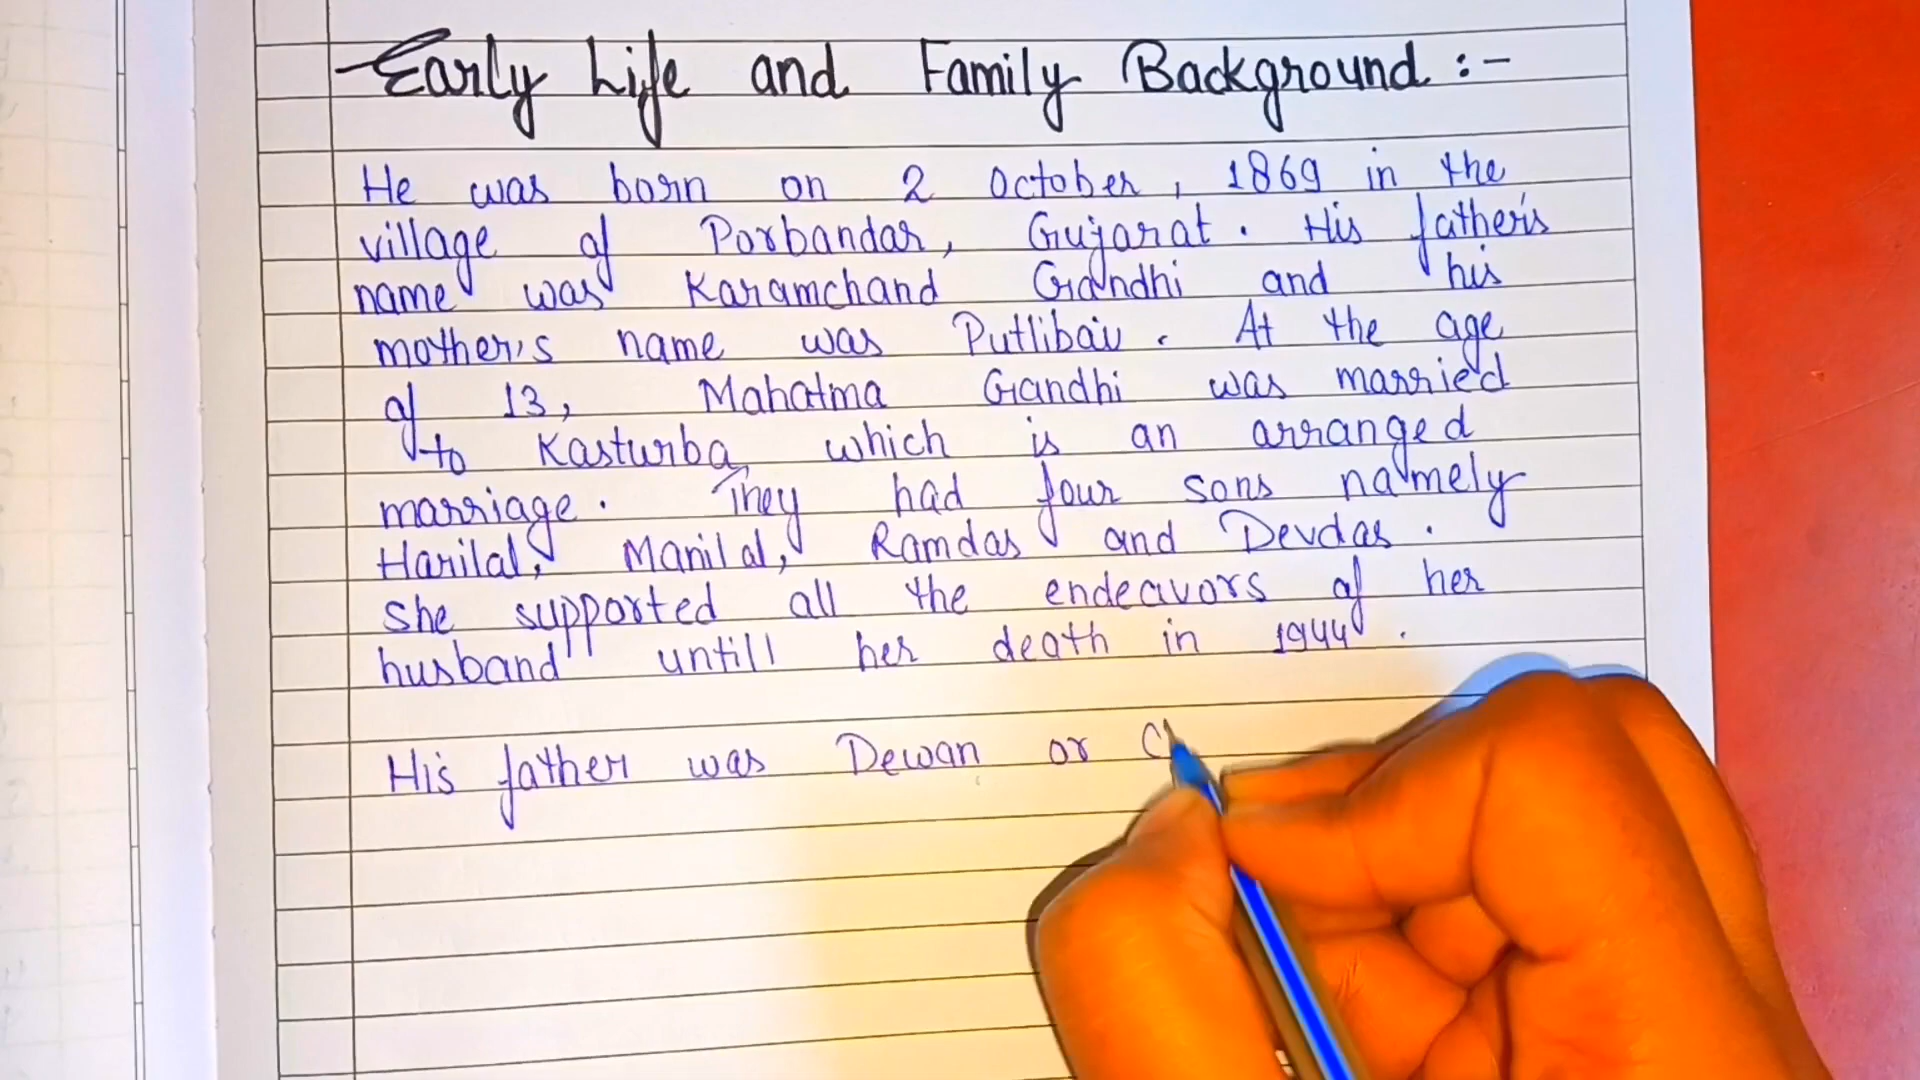 Early Life and Family Background :-
He was born on 2 October, 1869 in the
village of Porbandar, Gujarat. His father's
name was Karamchand Gandhi and his
mother's name was Putlibai. At the age
of 13, Mahatma Gandhi was married
to Kasturba, which is an arranged
marriage. They had four sons namely
Harilal, Manilal, Ramdas and Devdas.
She supported all the endeavors of her
husband untill her death in 1944.
His father was Dewan or C